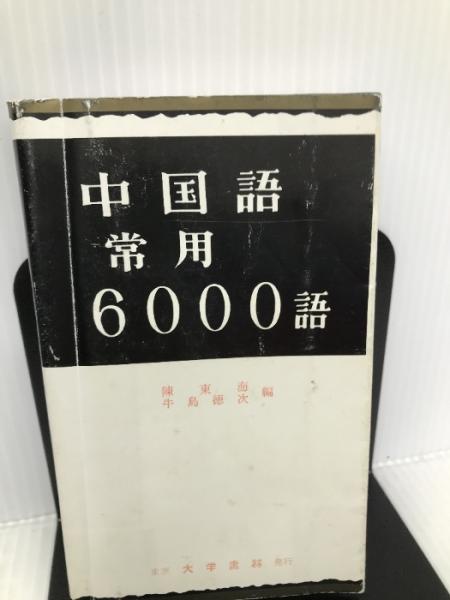 中国語
常用
6000語
陳東海
牛島徳次 編
東京 大学書林 発行